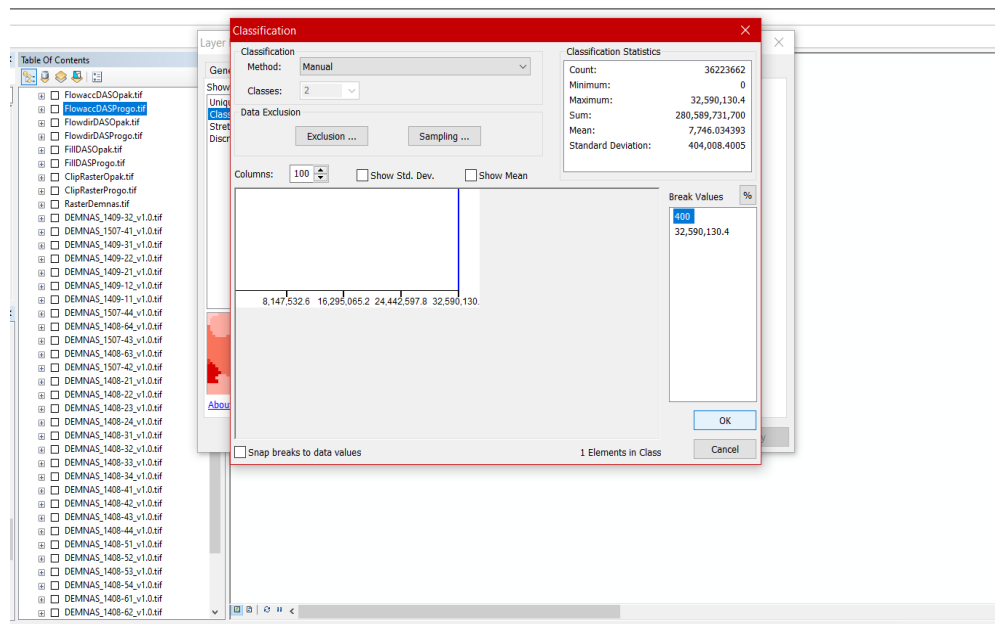 Classification
Layer
Table Of Contents
Classification
Method: Manual
Classes: 2
Data Exclusion
Exclusion ...
Sampling ...
Classification Statistics
Count: 36223662
Minimum: 0
Maximum: 32,590,130.4
Sum: 280,589,731,700
Mean: 7,746.034393
Standard Deviation: 404,008.4005
Columns: 100
Show Std. Dev.
Show Mean
Break Values %
400
32,590,130.4
8,147,532.6 16,295,065.2 24,442,597.8 32,590,130.
OK
Cancel
Snap breaks to data values
1 Elements in Class
Gene
Show
Uniqu
Class
Stret
Discr
About
FlowaccDASOpak.tif
FlowaccDASProgo.tif
FlowdirDASOpak.tif
FlowdirDASProgo.tif
FillDASOpak.tif
FillDASProgo.tif
ClipRasterOpak.tif
ClipRasterProgo.tif
RasterDemnas.tif
DEMNAS_1409-32_v1.0.tif
DEMNAS_1507-41_v1.0.tif
DEMNAS_1409-31_v1.0.tif
DEMNAS_1409-22_v1.0.tif
DEMNAS_1409-21_v1.0.tif
DEMNAS_1409-12_v1.0.tif
DEMNAS_1409-11_v1.0.tif
DEMNAS_1507-44_v1.0.tif
DEMNAS_1408-64_v1.0.tif
DEMNAS_1507-43_v1.0.tif
DEMNAS_1408-63_v1.0.tif
DEMNAS_1507-42_v1.0.tif
DEMNAS_1408-21_v1.0.tif
DEMNAS_1408-22_v1.0.tif
DEMNAS_1408-23_v1.0.tif
DEMNAS_1408-24_v1.0.tif
DEMNAS_1408-31_v1.0.tif
DEMNAS_1408-32_v1.0.tif
DEMNAS_1408-33_v1.0.tif
DEMNAS_1408-34_v1.0.tif
DEMNAS_1408-41_v1.0.tif
DEMNAS_1408-42_v1.0.tif
DEMNAS_1408-43_v1.0.tif
DEMNAS_1408-44_v1.0.tif
DEMNAS_1408-51_v1.0.tif
DEMNAS_1408-52_v1.0.tif
DEMNAS_1408-53_v1.0.tif
DEMNAS_1408-54_v1.0.tif
DEMNAS_1408-61_v1.0.tif
DEMNAS_1408-62_v1.0.tif